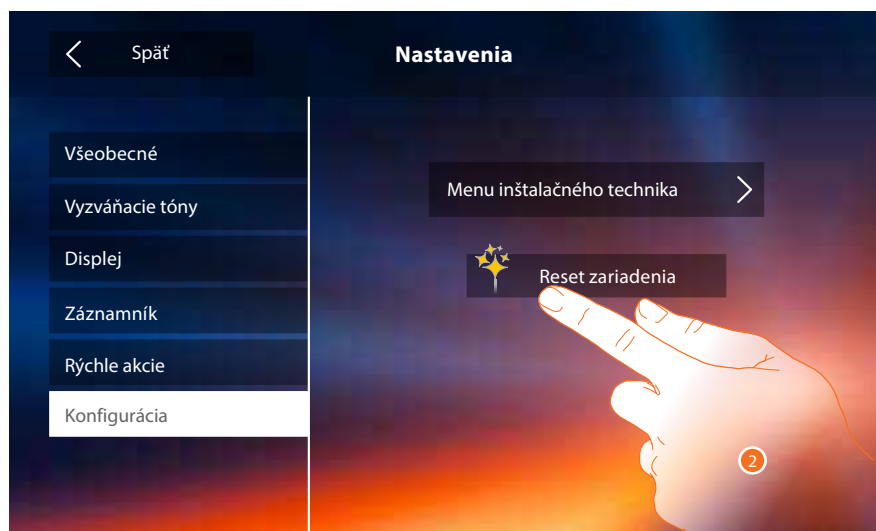 Späť
Nastavenia
Všeobecné
Vyzváňacie tóny
Displej
Záznamník
Rýchle akcie
Konfigurácia
Menu inštalačného technika
Reset zariadenia
2